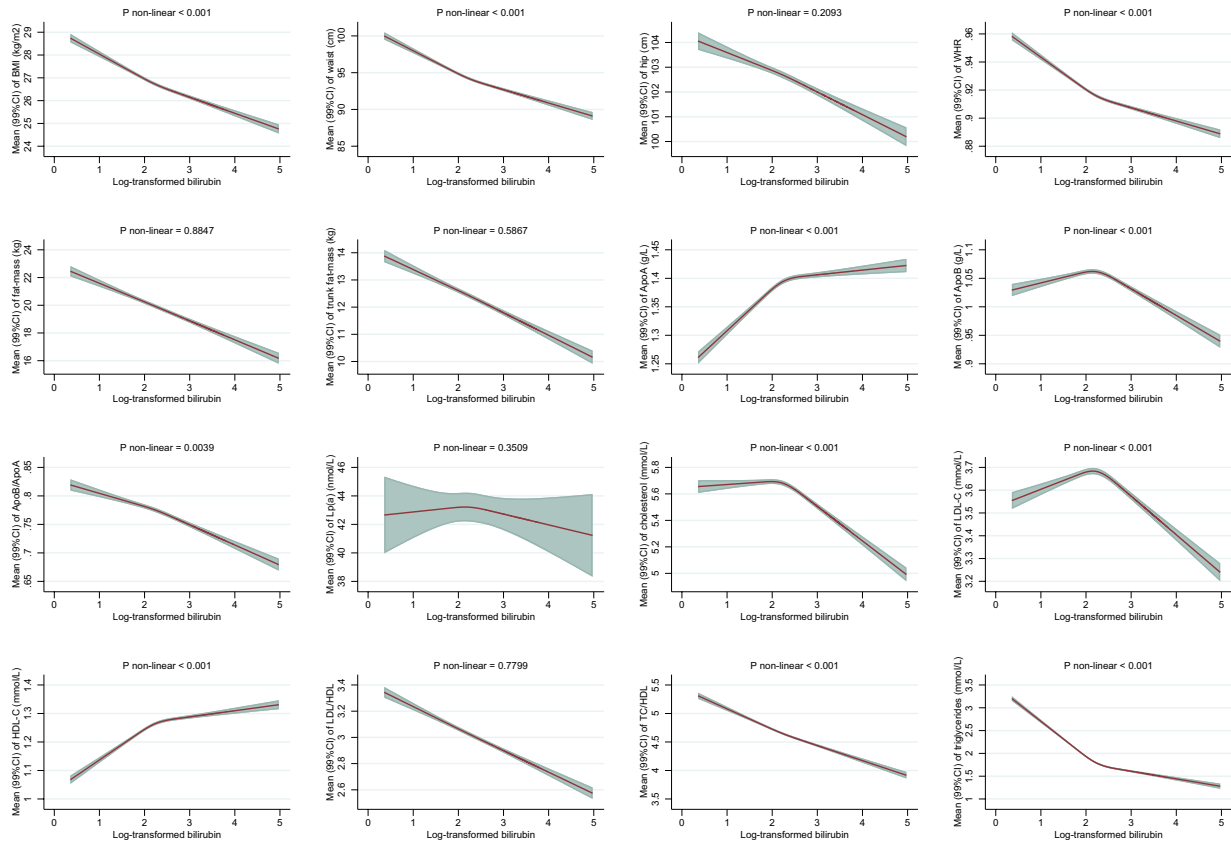 P non-linear < 0.001
Mean (99%CI) of BMI (kg/m2)
24 25 26 27 28 29
0 1 2 3 4 5
Log-transformed bilirubin
P non-linear < 0.001
Mean (99%CI) of waist (cm)
85 90 95 100
0 1 2 3 4 5
Log-transformed bilirubin
P non-linear = 0.2093
Mean (99%CI) of hip (cm)
100 101 102 103 104
0 1 2 3 4 5
Log-transformed bilirubin
P non-linear < 0.001
Mean (99%CI) of WHR
.88 .9 .92 .94 .96
0 1 2 3 4 5
Log-transformed bilirubin
P non-linear = 0.8847
Mean (99%CI) of fat-mass (kg)
16 18 20 22 24
0 1 2 3 4 5
Log-transformed bilirubin
P non-linear = 0.5867
Mean (99%CI) of trunk fat-mass (kg)
10 11 12 13 14
0 1 2 3 4 5
Log-transformed bilirubin
P non-linear < 0.001
Mean (99%CI) of ApoA (g/L)
1.25 1.3 1.35 1.4 1.45
0 1 2 3 4 5
Log-transformed bilirubin
P non-linear < 0.001
Mean (99%CI) of ApoB (g/L)
.9 .95 1 1.05 1.1
0 1 2 3 4 5
Log-transformed bilirubin
P non-linear = 0.0039
Mean (99%CI) of ApoB/ApoA
.65 .7 .75 .8 .85
0 1 2 3 4 5
Log-transformed bilirubin
P non-linear = 0.3509
Mean (99%CI) of Lp(a) (nmol/L)
38 40 42 44 46
0 1 2 3 4 5
Log-transformed bilirubin
P non-linear < 0.001
Mean (99%CI) of cholesterol (mmol/L)
5 5.2 5.4 5.6 5.8
0 1 2 3 4 5
Log-transformed bilirubin
P non-linear < 0.001
Mean (99%CI) of LDL-C (mmol/L)
3.2 3.3 3.4 3.5 3.6 3.7
0 1 2 3 4 5
Log-transformed bilirubin
P non-linear < 0.001
Mean (99%CI) of HDL-C (mmol/L)
1 1.1 1.2 1.3 1.4
0 1 2 3 4 5
Log-transformed bilirubin
P non-linear = 0.7799
Mean (99%CI) of LDL/HDL
2.6 2.8 3 3.2 3.4
0 1 2 3 4 5
Log-transformed bilirubin
P non-linear < 0.001
Mean (99%CI) of TC/HDL
3.5 4 4.5 5 5.5
0 1 2 3 4 5
Log-transformed bilirubin
P non-linear < 0.001
Mean (99%CI) of triglycerides (mmol/L)
1 1.5 2 2.5 3 3.5
0 1 2 3 4 5
Log-transformed bilirubin